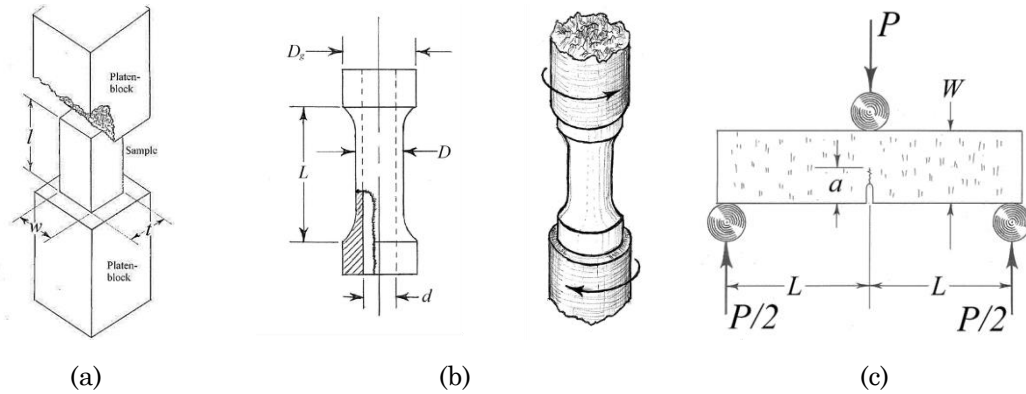 Platen-
block
l
Sample
w
t
Platen-
block
(a)
D_g
L
D
d
(b)
P
W
a
L
L
P/2
P/2
(c)